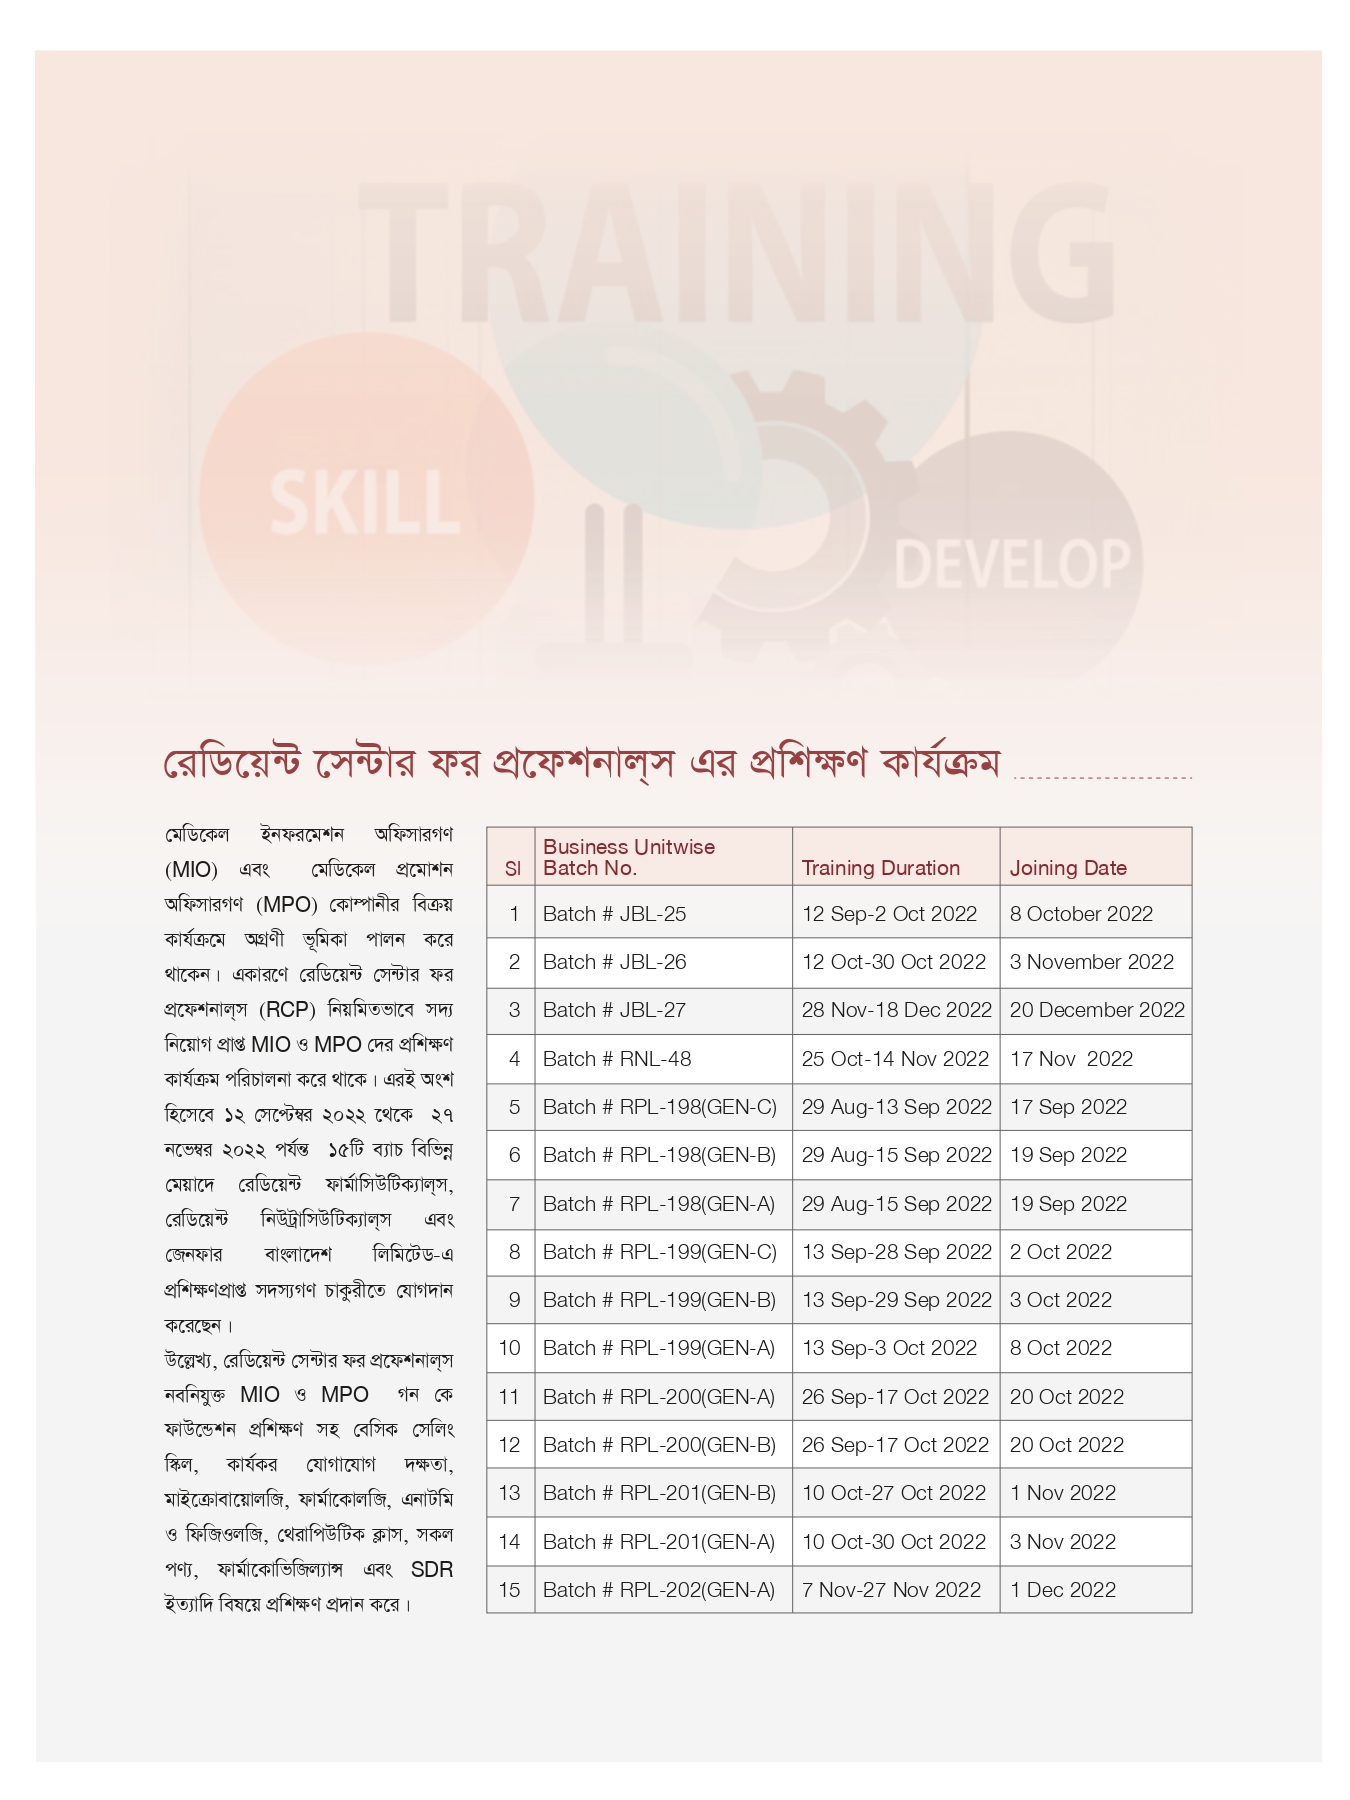 TRAINING
SKILL
DEVELOP
রেডিয়েন্ট সেন্টার ফর প্রফেশনাল্‌স এর প্রশিক্ষণ কার্যক্রম
মেডিকেল ইনফরমেশন অফিসারগণ
(MIO) এবং মেডিকেল প্রমোশন
অফিসারগণ (MPO) কোম্পানীর বিক্রয়
কার্যক্রমে অগ্রণী ভূমিকা পালন করে
থাকেন। একারণে রেডিয়েন্ট সেন্টার ফর
প্রফেশনাল্‌স (RCP) নিয়মিতভাবে সদ্য
নিয়োগ প্রাপ্ত MIO ও MPO দের প্রশিক্ষণ
কার্যক্রম পরিচালনা করে থাকে। এরই অংশ
হিসেবে ১২ সেপ্টেম্বর ২০২২ থেকে ২৭
নভেম্বর ২০২২ পর্যন্ত ১৫টি ব্যাচ বিভিন্ন
মেয়াদে রেডিয়েন্ট ফার্মাসিউটিক্যাল্‌স,
রেডিয়েন্ট নিউট্রাসিউটিক্যাল্‌স এবং
জেনফার বাংলাদেশ লিমিটেড-এ
প্রশিক্ষণপ্রাপ্ত সদস্যগণ চাকুরীতে যোগদান
করেছেন।
উল্লেখ্য, রেডিয়েন্ট সেন্টার ফর প্রফেশনাল্‌স
নবনিযুক্ত MIO ও MPO গন কে
ফাউন্ডেশন প্রশিক্ষণ সহ বেসিক সেলিং
স্কিল, কার্যকর যোগাযোগ দক্ষতা,
মাইক্রোবায়োলজি, ফার্মাকোলজি, এনাটমি
ও ফিজিওলজি, থেরাপিউটিক ক্লাস, সকল
পণ্য, ফার্মাকোভিজিল্যান্স এবং SDR
ইত্যাদি বিষয়ে প্রশিক্ষণ প্রদান করে।
Sl Business Unitwise Batch No. Training Duration Joining Date
1 Batch # JBL-25 12 Sep-2 Oct 2022 8 October 2022
2 Batch # JBL-26 12 Oct-30 Oct 2022 3 November 2022
3 Batch # JBL-27 28 Nov-18 Dec 2022 20 December 2022
4 Batch # RNL-48 25 Oct-14 Nov 2022 17 Nov 2022
5 Batch # RPL-198(GEN-C) 29 Aug-13 Sep 2022 17 Sep 2022
6 Batch # RPL-198(GEN-B) 29 Aug-15 Sep 2022 19 Sep 2022
7 Batch # RPL-198(GEN-A) 29 Aug-15 Sep 2022 19 Sep 2022
8 Batch # RPL-199(GEN-C) 13 Sep-28 Sep 2022 2 Oct 2022
9 Batch # RPL-199(GEN-B) 13 Sep-29 Sep 2022 3 Oct 2022
10 Batch # RPL-199(GEN-A) 13 Sep-3 Oct 2022 8 Oct 2022
11 Batch # RPL-200(GEN-A) 26 Sep-17 Oct 2022 20 Oct 2022
12 Batch # RPL-200(GEN-B) 26 Sep-17 Oct 2022 20 Oct 2022
13 Batch # RPL-201(GEN-B) 10 Oct-27 Oct 2022 1 Nov 2022
14 Batch # RPL-201(GEN-A) 10 Oct-30 Oct 2022 3 Nov 2022
15 Batch # RPL-202(GEN-A) 7 Nov-27 Nov 2022 1 Dec 2022